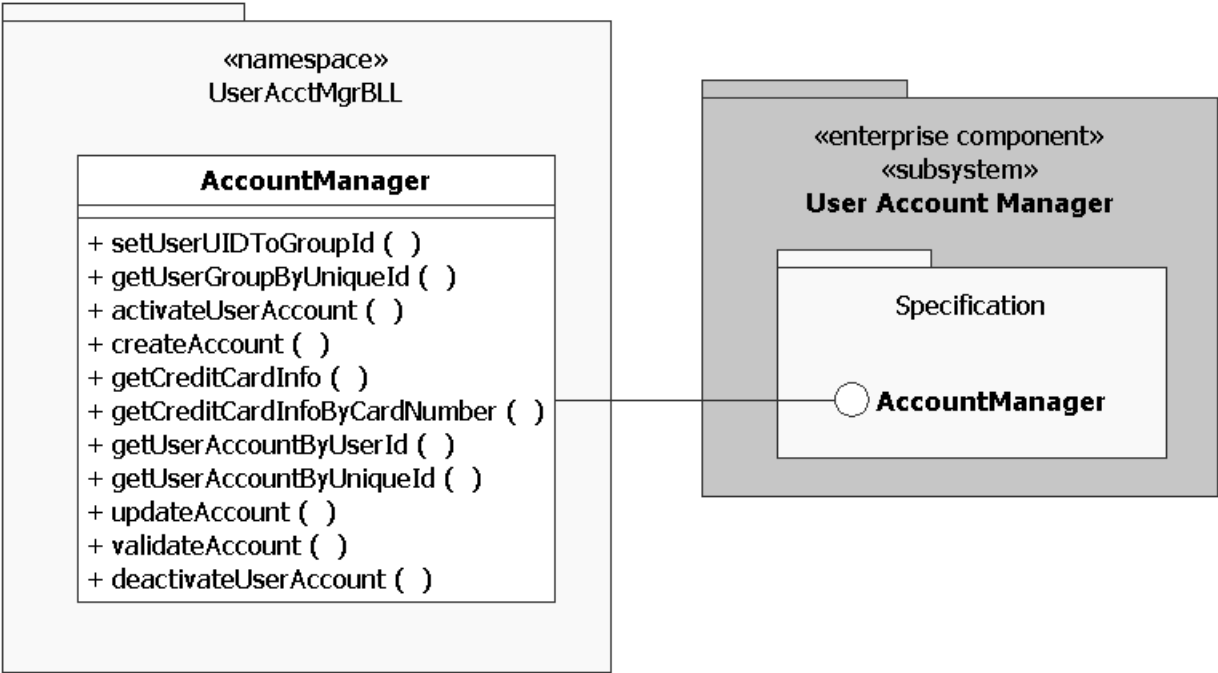 «namespace»
UserAcctMgrBLL
AccountManager
+ setUserUIDToGroupId ( )
+ getUserGroupByUniqueId ( )
+ activateUserAccount ( )
+ createAccount ( )
+ getCreditCardInfo ( )
+ getCreditCardInfoByCardNumber ( )
+ getUserAccountByUserId ( )
+ getUserAccountByUniqueId ( )
+ updateAccount ( )
+ validateAccount ( )
+ deactivateUserAccount ( )
«enterprise component»
«subsystem»
User Account Manager
Specification
AccountManager